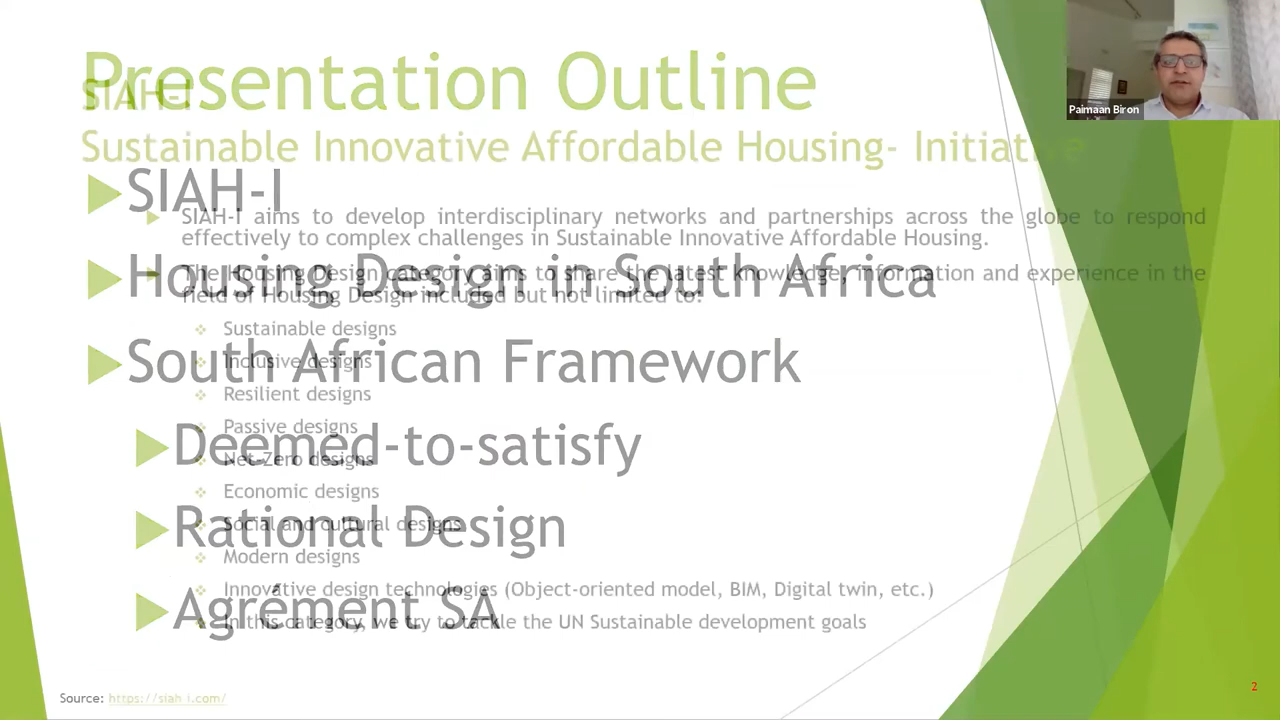 Presentation Outline
SIAH-I
Housing Design in South Africa
South African Framework
Deemed-to-satisfy
Rational Design
Agrément SA
SIAH-I
Sustainable Innovative Affordable Housing- Initiative
SIAH-I aims to develop interdisciplinary networks and partnerships across the globe to respond
effectively to complex challenges in Sustainable Innovative Affordable Housing.
The Housing Design category aims to share the latest knowledge, information and experience in the
field of Housing Design included but not limited to:
Sustainable designs
Inclusive designs
Resilient designs
Passive designs
Net-Zero designs
Economic designs
Social and cultural designs
Modern designs
Innovative design technologies (Object-oriented model, BIM, Digital twin, etc.)
In this category, we try to tackle the UN Sustainable development goals
Source: https://siah-i.com/
2
Paimaan Biron